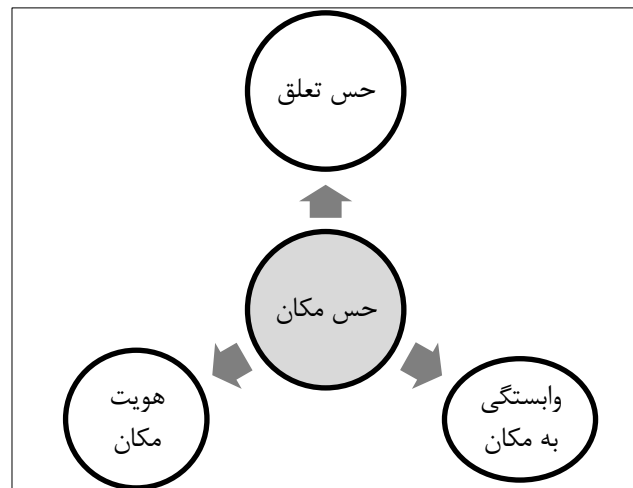 حس تعلق
حس مکان
هویت
مکان
وابستگی
به مکان